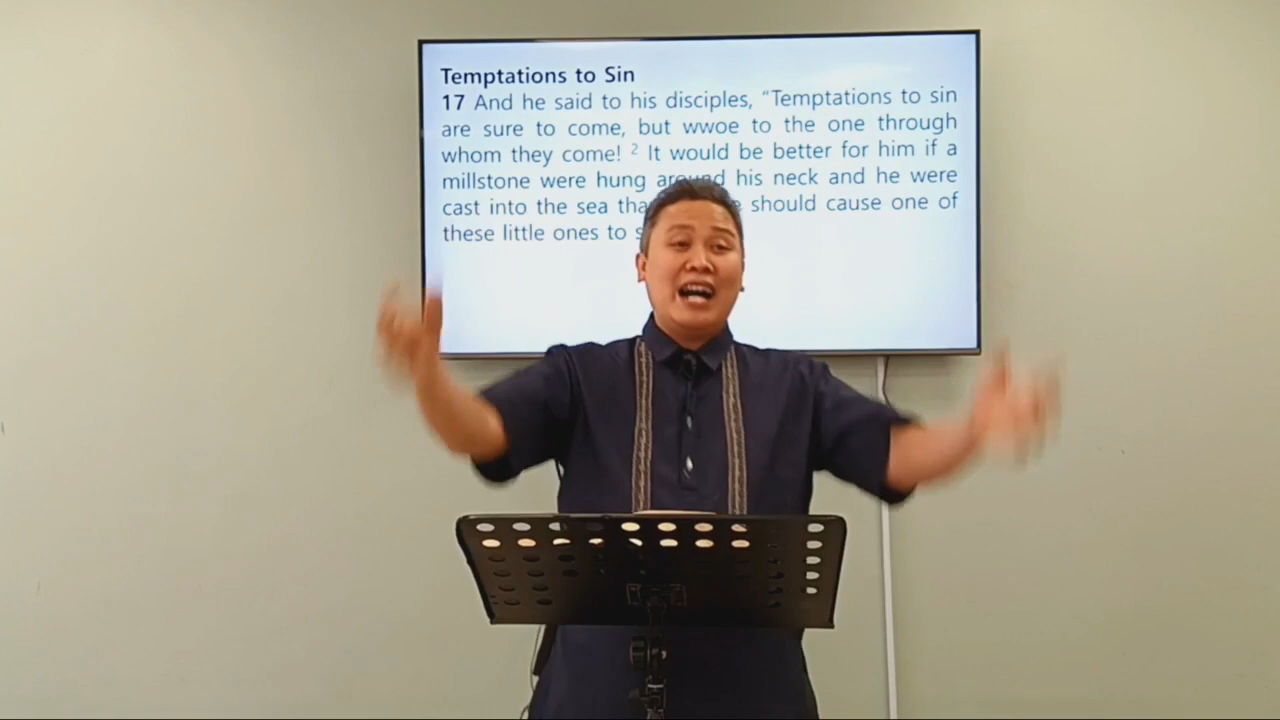 Temptations to Sin
17 And he said to his disciples, “Temptations to sin
are sure to come, but wwoe to the one through
whom they come! 2 It would be better for him if a
millstone were hung around his neck and he were
cast into the sea should cause one of
these little ones to